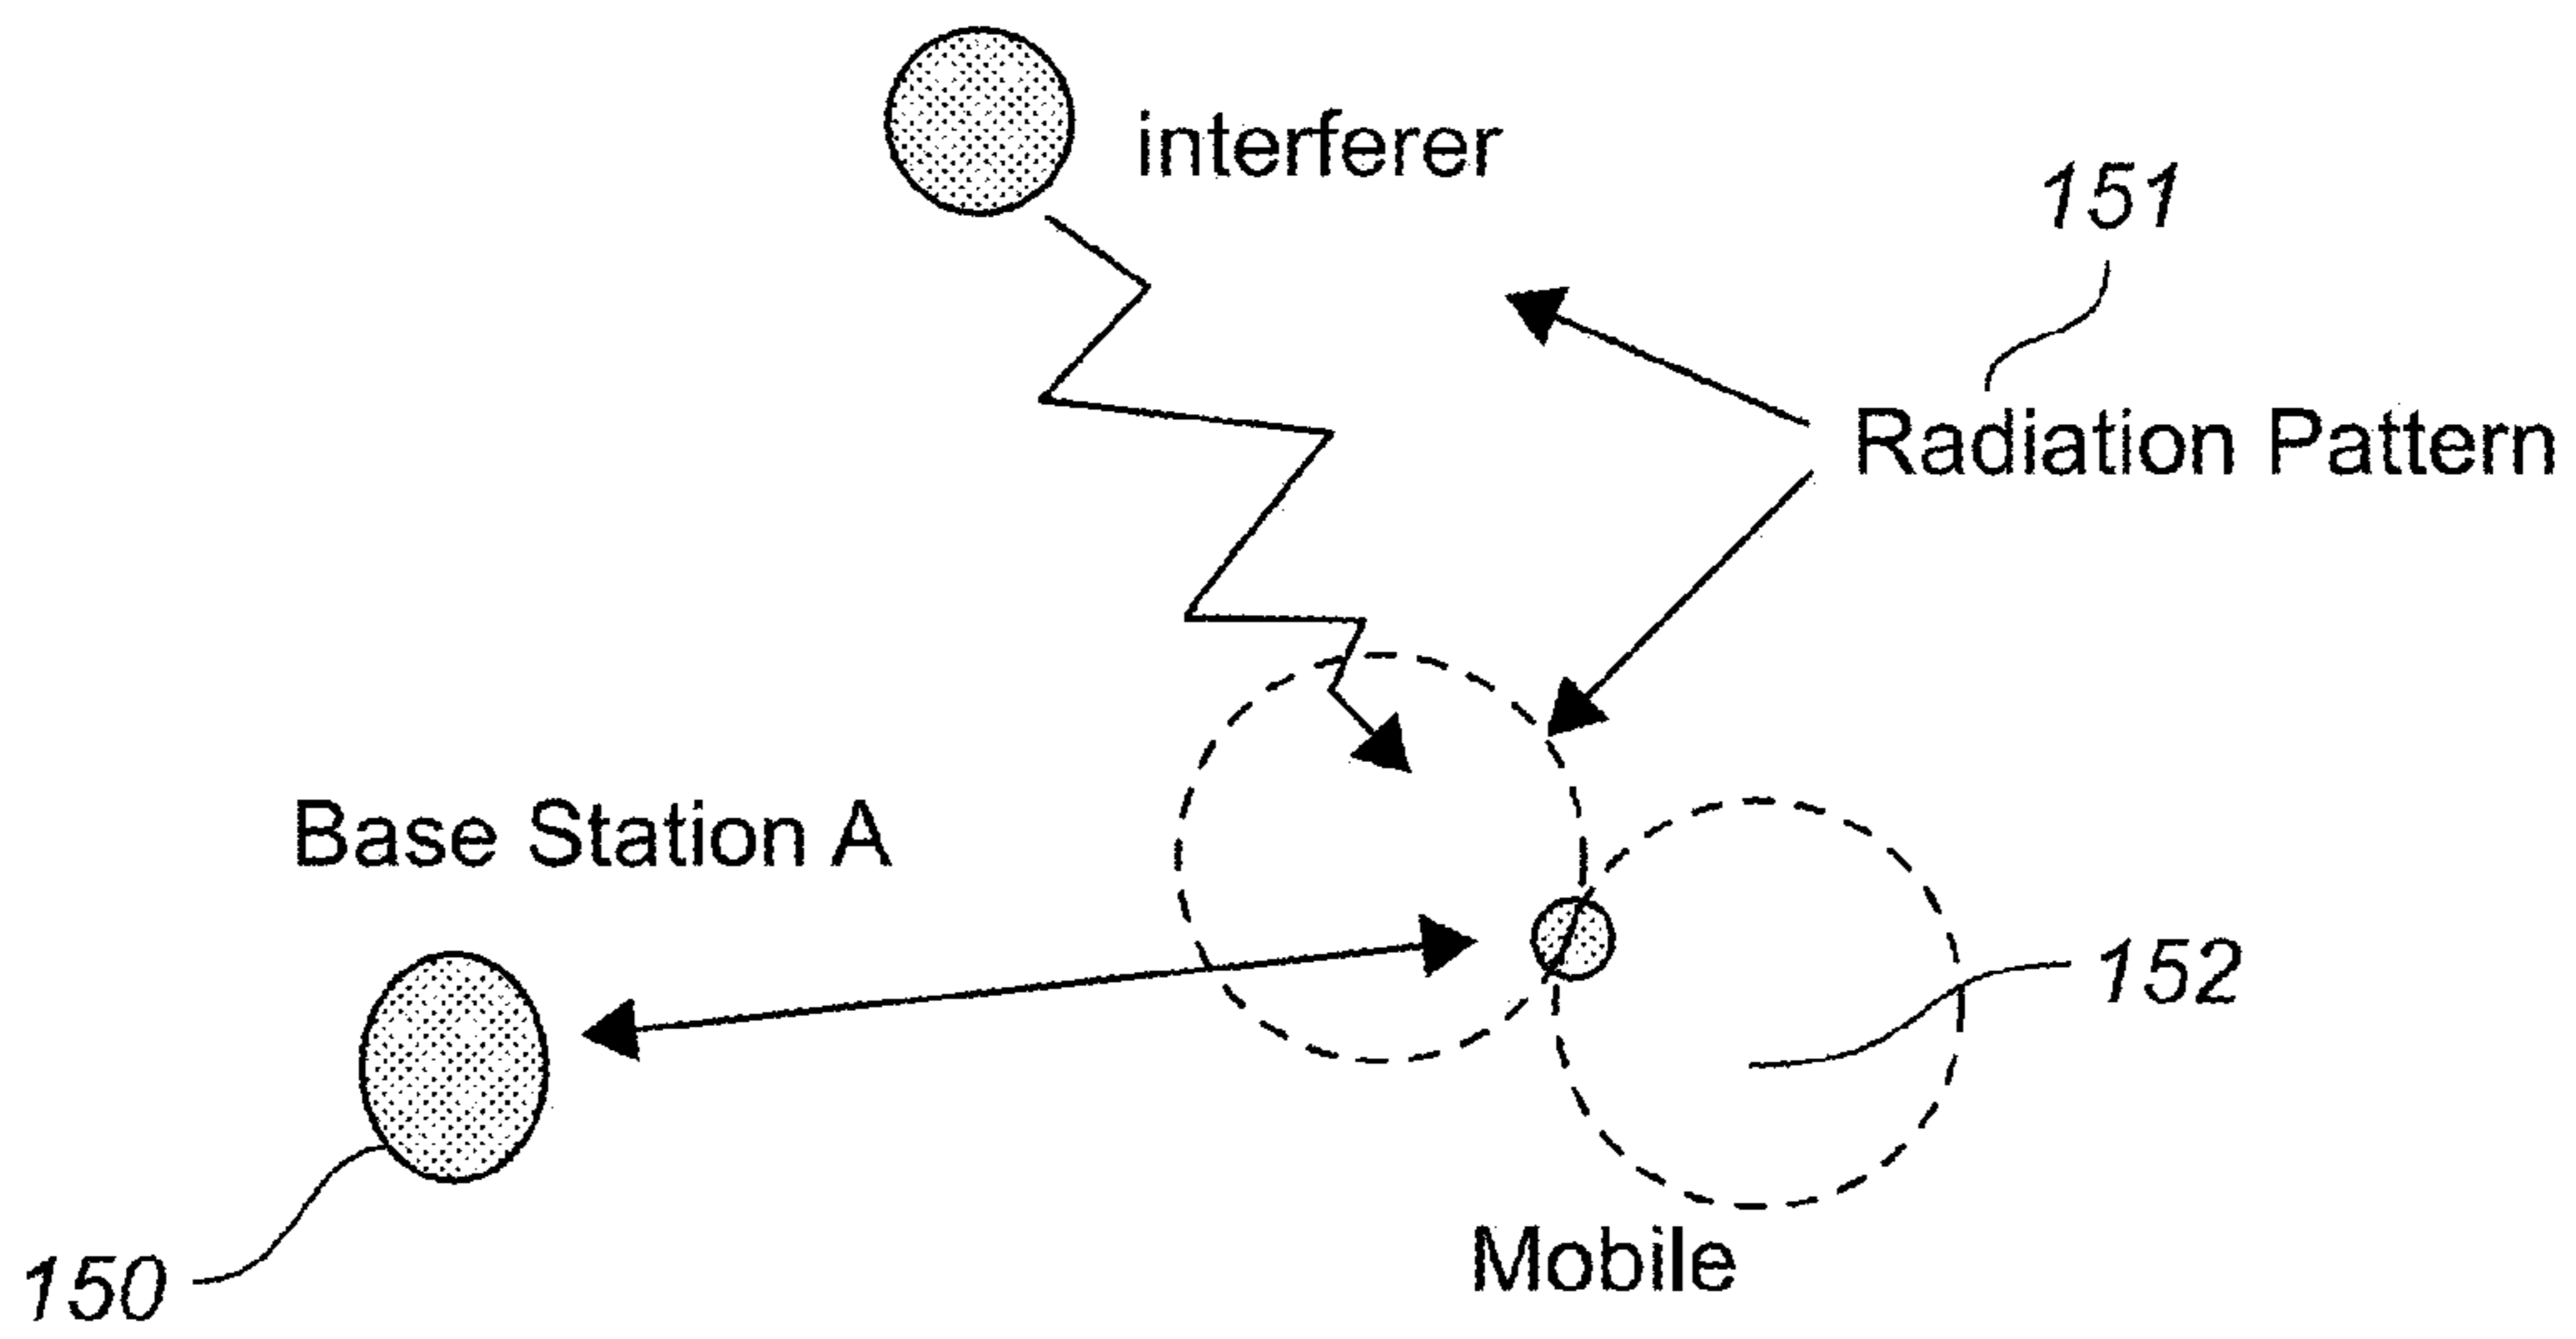 interferer
151
Radiation Pattern
Base Station A
152
Mobile
150